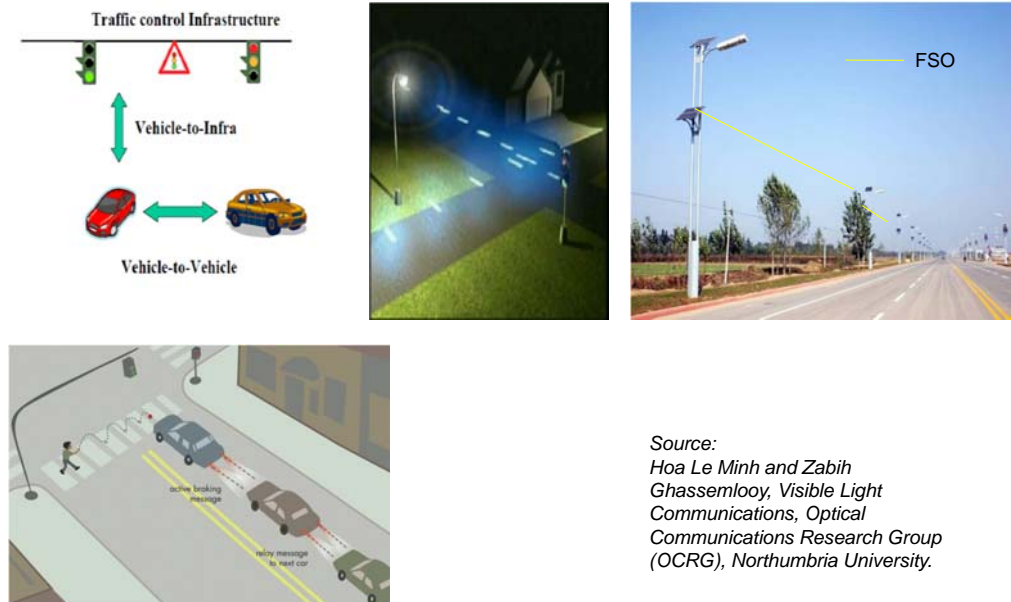 Traffic control Infrastructure
Vehicle-to-Infra
Vehicle-to-Vehicle
FSO
active braking
message
relay message
to next car
Source:
Hoa Le Minh and Zabih
Ghassemlooy, Visible Light
Communications, Optical
Communications Research Group
(OCRG), Northumbria University.